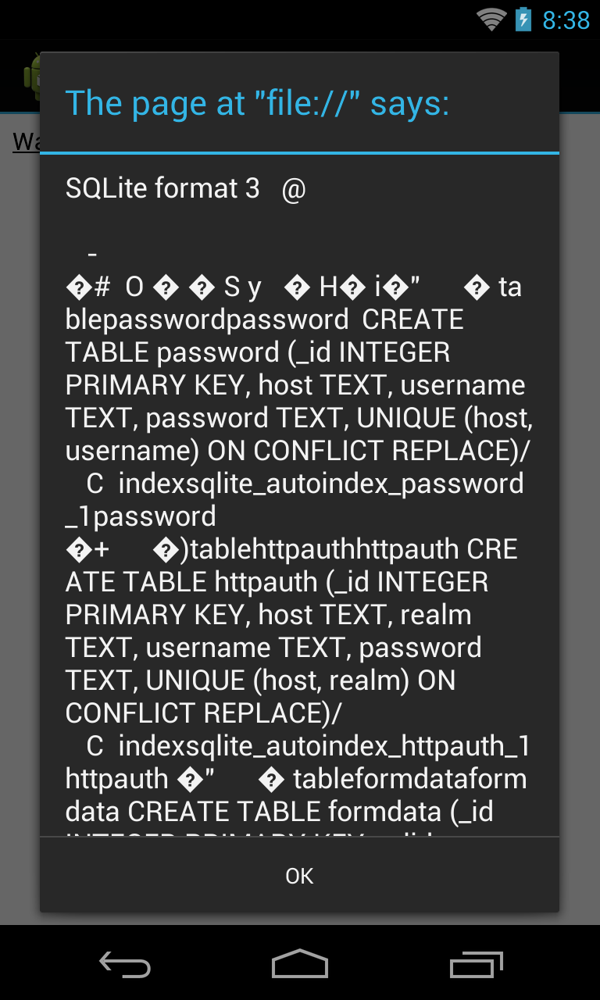 8:38
The page at "file://" says:
Wa
SQLite format 3 @
-
�# O � � S y � H� i�" � ta
blepasswordpassword CREATE
TABLE password (_id INTEGER
PRIMARY KEY, host TEXT, username
TEXT, password TEXT, UNIQUE (host,
username) ON CONFLICT REPLACE)/
C indexsqlite_autoindex_password
_1password
�+ �)tablehttpauthhttpauth CRE
ATE TABLE httpauth (_id INTEGER
PRIMARY KEY, host TEXT, realm
TEXT, username TEXT, password
TEXT, UNIQUE (host, realm) ON
CONFLICT REPLACE)/
C indexsqlite_autoindex_httpauth_1
httpauth �" � tableformdataform
data CREATE TABLE formdata (_id
INTEGER PRIMARY KEY
OK